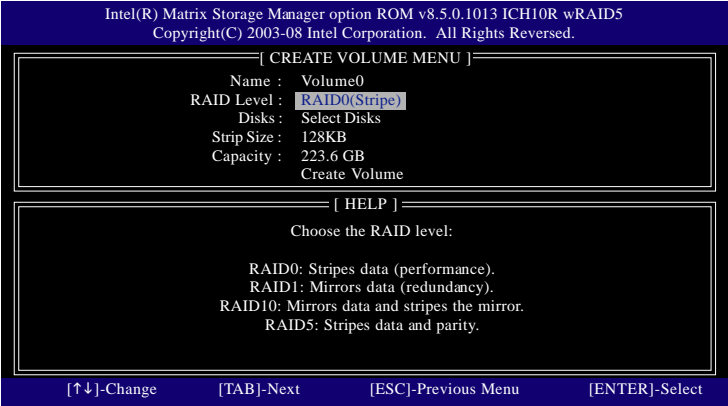 Intel(R) Matrix Storage Manager option ROM v8.5.0.1013 ICH10R wRAID5
Copyright(C) 2003-08 Intel Corporation. All Rights Reversed.
[ CREATE VOLUME MENU ]
Name : Volume0
RAID Level : RAID0(Stripe)
Disks : Select Disks
Strip Size : 128KB
Capacity : 223.6 GB
Create Volume
[ HELP ]
Choose the RAID level:
RAID0: Stripes data (performance).
RAID1: Mirrors data (redundancy).
RAID10: Mirrors data and stripes the mirror.
RAID5: Stripes data and parity.
[↑↓]-Change [TAB]-Next [ESC]-Previous Menu [ENTER]-Select